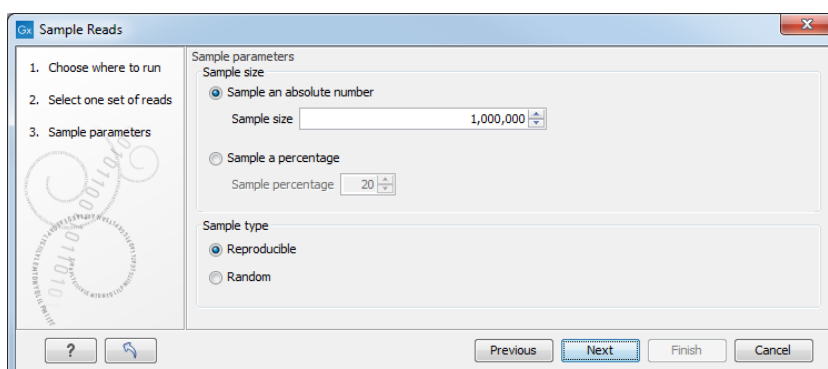 Gx Sample Reads
1. Choose where to run
2. Select one set of reads
3. Sample parameters
Sample parameters
Sample size
Sample an absolute number
Sample size 1,000,000
Sample a percentage
Sample percentage 20
Sample type
Reproducible
Random
? Previous Next Finish Cancel